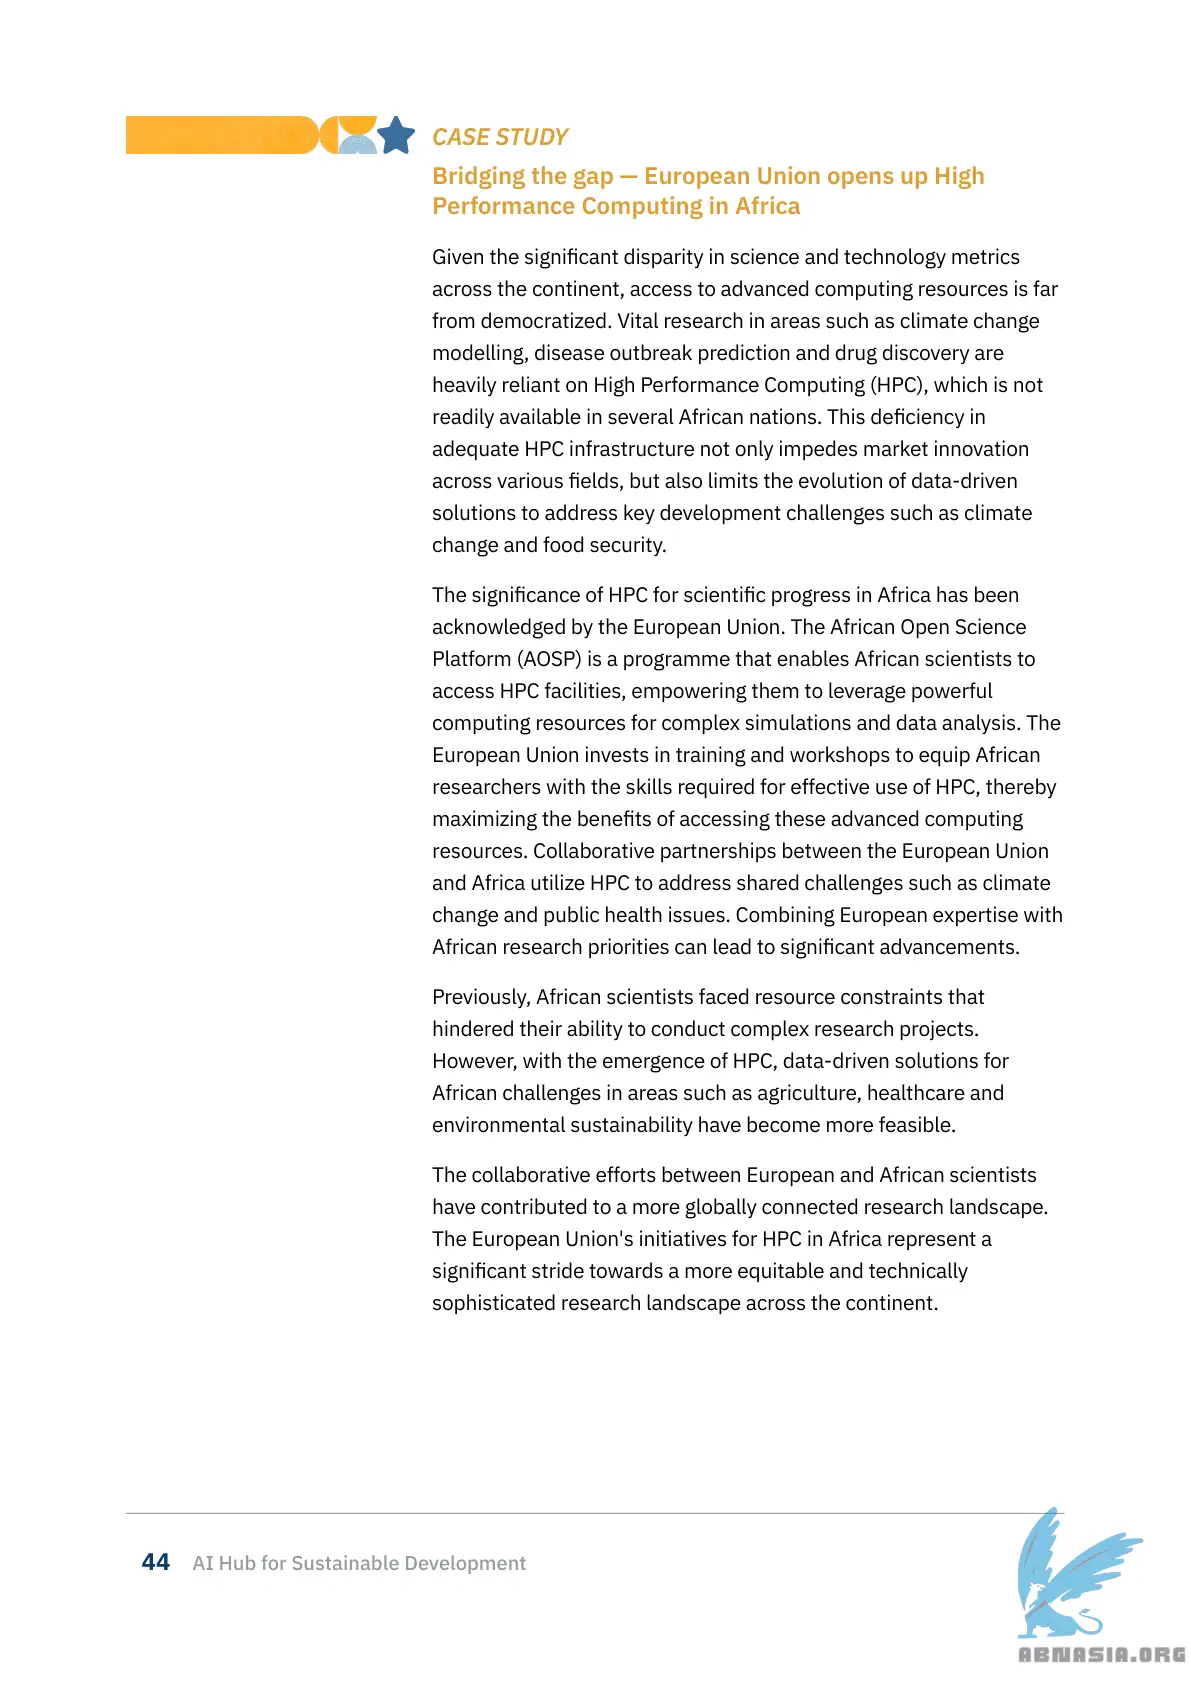 CASE STUDY
Bridging the gap — European Union opens up High
Performance Computing in Africa
Given the significant disparity in science and technology metrics
across the continent, access to advanced computing resources is far
from democratized. Vital research in areas such as climate change
modelling, disease outbreak prediction and drug discovery are
heavily reliant on High Performance Computing (HPC), which is not
readily available in several African nations. This deficiency in
adequate HPC infrastructure not only impedes market innovation
across various fields, but also limits the evolution of data-driven
solutions to address key development challenges such as climate
change and food security.
The significance of HPC for scientific progress in Africa has been
acknowledged by the European Union. The African Open Science
Platform (AOSP) is a programme that enables African scientists to
access HPC facilities, empowering them to leverage powerful
computing resources for complex simulations and data analysis. The
European Union invests in training and workshops to equip African
researchers with the skills required for effective use of HPC, thereby
maximizing the benefits of accessing these advanced computing
resources. Collaborative partnerships between the European Union
and Africa utilize HPC to address shared challenges such as climate
change and public health issues. Combining European expertise with
African research priorities can lead to significant advancements.
Previously, African scientists faced resource constraints that
hindered their ability to conduct complex research projects.
However, with the emergence of HPC, data-driven solutions for
African challenges in areas such as agriculture, healthcare and
environmental sustainability have become more feasible.
The collaborative efforts between European and African scientists
have contributed to a more globally connected research landscape.
The European Union's initiatives for HPC in Africa represent a
significant stride towards a more equitable and technically
sophisticated research landscape across the continent.
44 AI Hub for Sustainable Development
ABNASIA.ORG